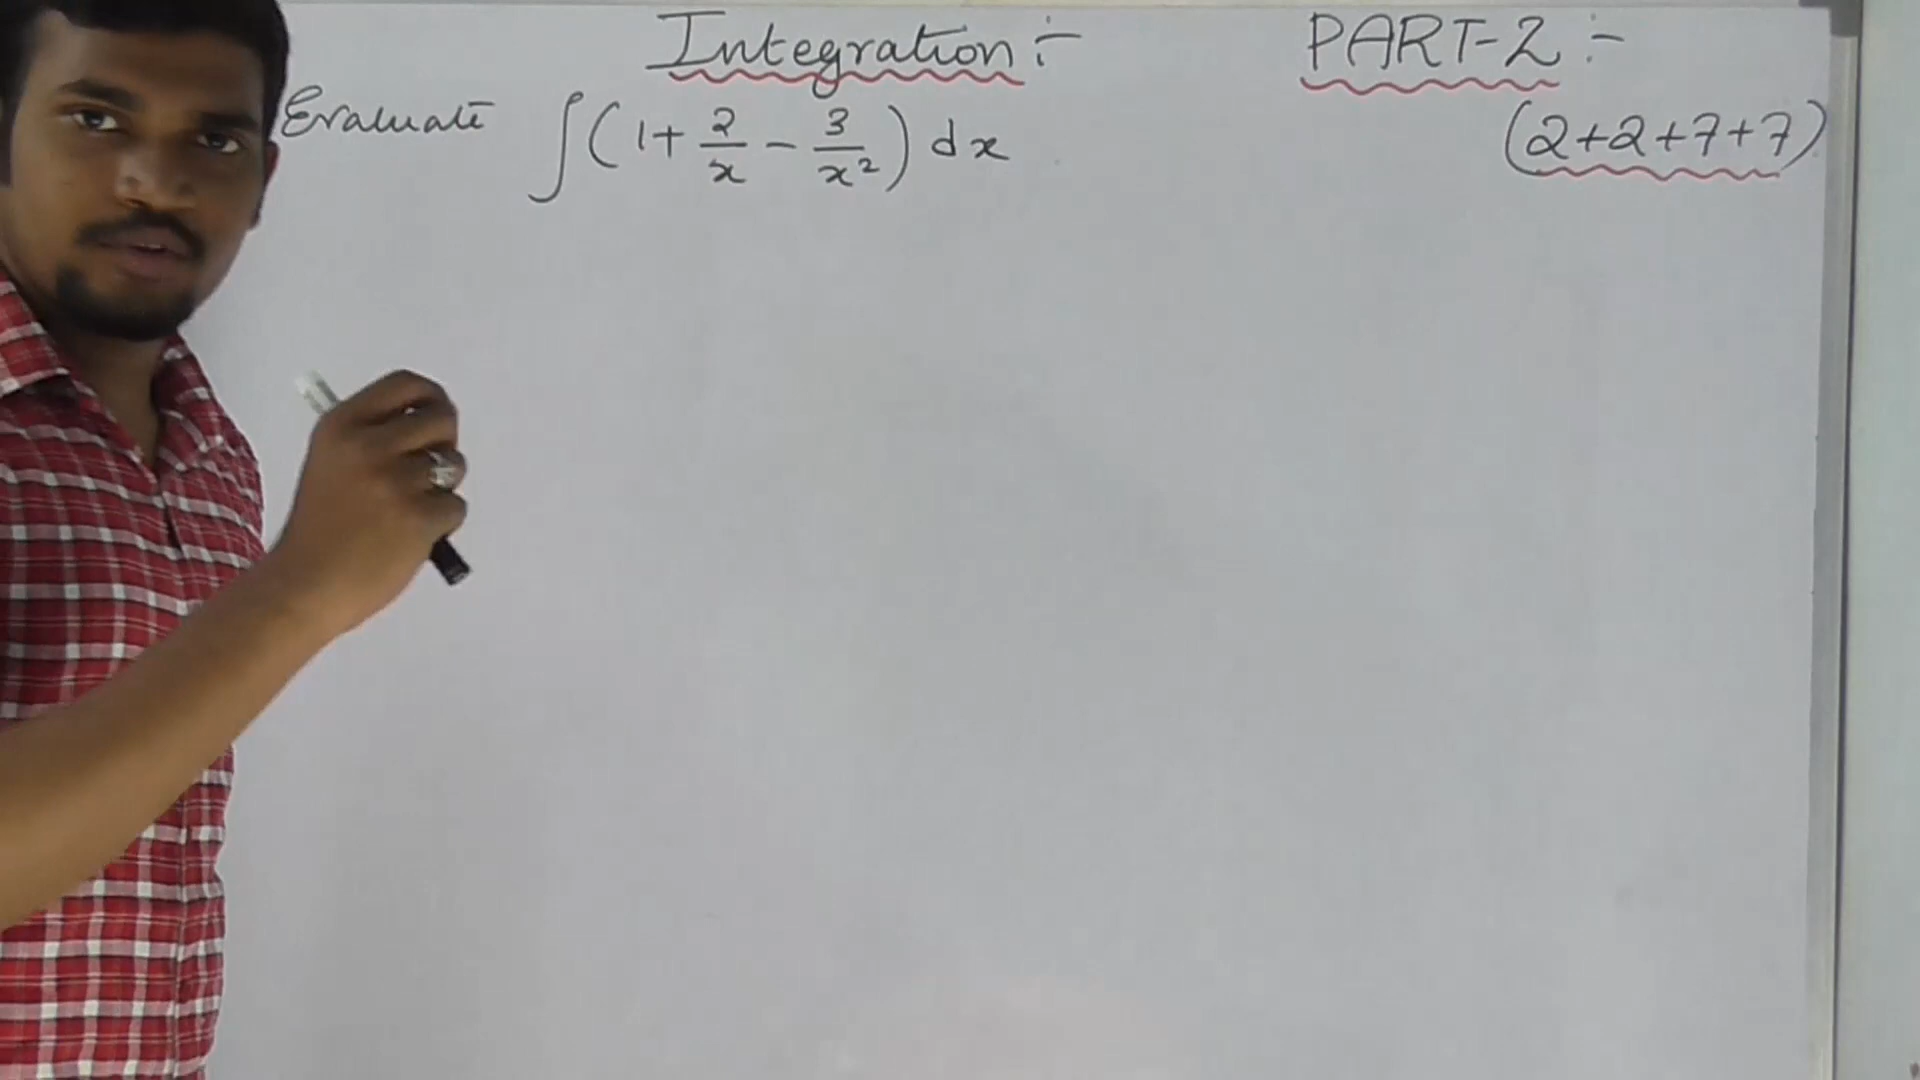 Integration :- PART-2 :-
Evaluate ∫(1 + 2/x - 3/x²) dx (2+2+7+7)